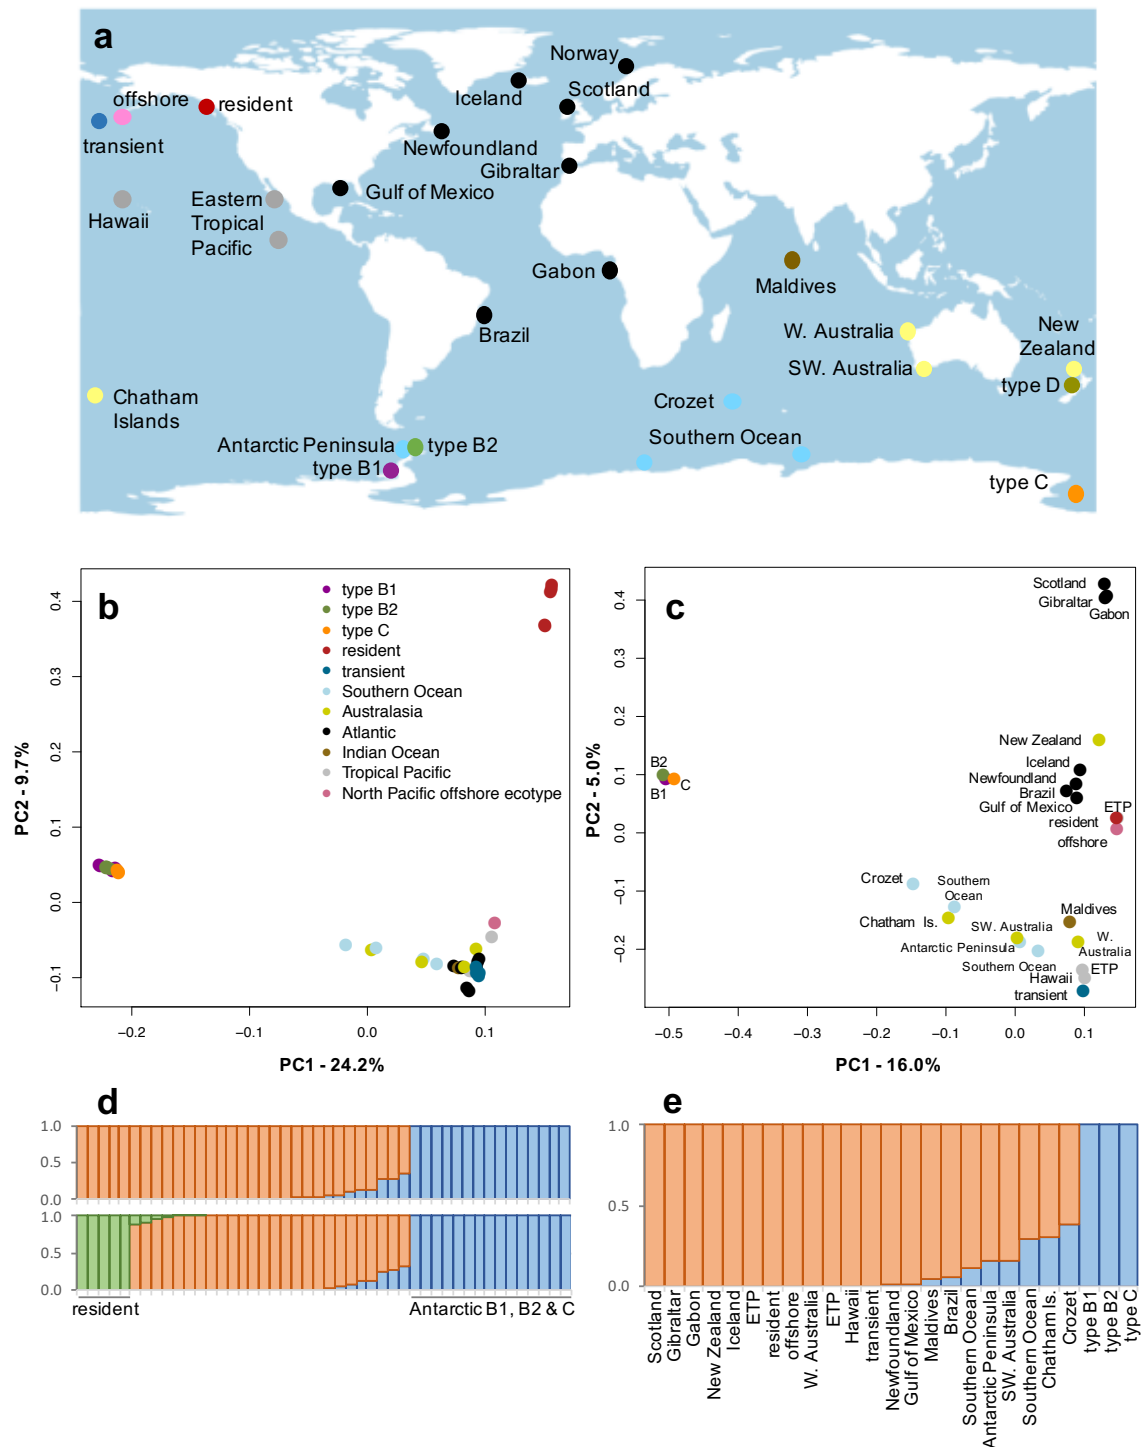 a
Norway
Iceland
Scotland
offshore
resident
transient
Newfoundland
Gibraltar
Gulf of Mexico
Hawaii
Eastern
Tropical
Pacific
Gabon
Maldives
Brazil
W. Australia
New
Zealand
SW. Australia
type D
Chatham
Islands
Crozet
Antarctic Peninsula
type B2
Southern Ocean
type B1
type C
b
type B1
type B2
type C
resident
transient
Southern Ocean
Australasia
Atlantic
Indian Ocean
Tropical Pacific
North Pacific offshore ecotype
0.4
0.3
0.2
0.1
0.0
−0.1
PC2 - 9.7%
−0.2
−0.1
0.0
0.1
PC1 - 24.2%
c
Scotland
Gibraltar
Gabon
New Zealand
Iceland
Newfoundland
Brazil
Gulf of Mexico
ETP
resident
offshore
B2
B1
C
Crozet
Southern
Ocean
Chatham Is.
Maldives
SW. Australia
Antarctic Peninsula
W.
Australia
Southern Ocean
ETP
Hawaii
transient
0.4
0.3
0.2
0.1
0.0
−0.1
−0.2
PC2 - 5.0%
−0.5
−0.4
−0.3
−0.2
−0.1
0.0
0.1
PC1 - 16.0%
d
1.0
0.5
0.0
1.0
0.5
0.0
resident
Antarctic B1, B2 & C
e
1.0
0.5
0.0
Scotland
Gibraltar
Gabon
New Zealand
Iceland
ETP
resident
offshore
W. Australia
ETP
Hawaii
transient
Newfoundland
Gulf of Mexico
Maldives
Brazil
Southern Ocean
Antarctic Peninsula
SW. Australia
Southern Ocean
Chatham Is.
Crozet
type B1
type B2
type C